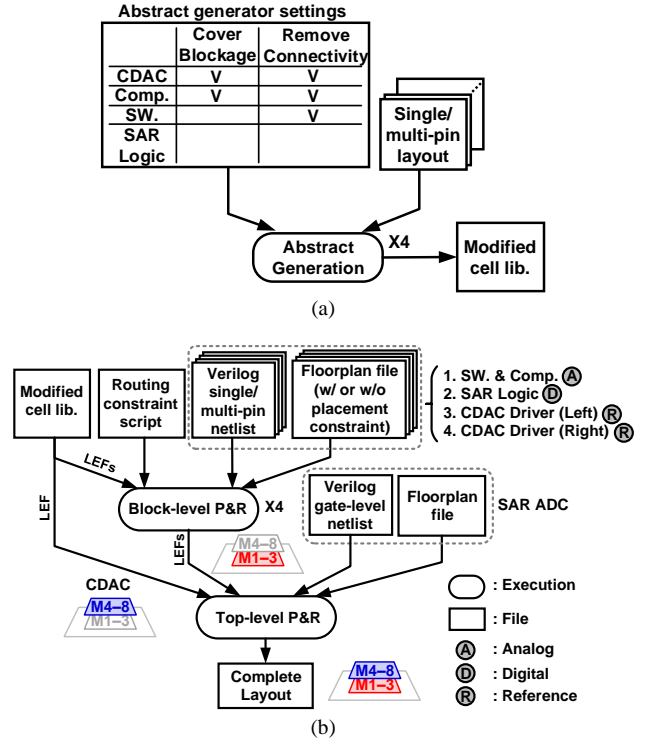 Abstract generator settings
Cover Blockage
Remove Connectivity
CDAC V V
Comp. V V
SW. V
SAR Logic
Single/
multi-pin
layout
Abstract
Generation
X4
Modified
cell lib.
(a)
Modified
cell lib.
Routing
constraint
script
Verilog
single/
multi-pin
netlist
Floorplan file
(w/ or w/o
placement
constraint)
1. SW. & Comp. A
2. SAR Logic D
3. CDAC Driver (Left) R
4. CDAC Driver (Right) R
LEFs
LEF
Block-level P&R
X4
Verilog
gate-level
netlist
Floorplan
file
SAR ADC
LEFs
M4–8
M1–3
CDAC
M4–8
M1–3
Top-level P&R
Complete
Layout
M4–8
M1–3
: Execution
: File
A : Analog
D : Digital
R : Reference
(b)